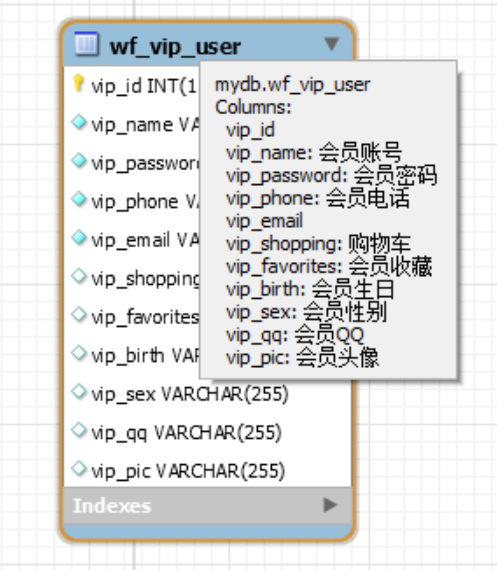 wf_vip_user
vip_id INT(1
vip_name VA
vip_passwor
vip_phone V
vip_email VA
vip_shopping
vip_favorites
vip_birth VAR
vip_sex VARCHAR(255)
vip_qq VARCHAR(255)
vip_pic VARCHAR(255)
Indexes
mydb.wf_vip_user
Columns:
vip_id
vip_name: 会员账号
vip_password: 会员密码
vip_phone: 会员电话
vip_email
vip_shopping: 购物车
vip_favorites: 会员收藏
vip_birth: 会员生日
vip_sex: 会员性别
vip_qq: 会员QQ
vip_pic: 会员头像